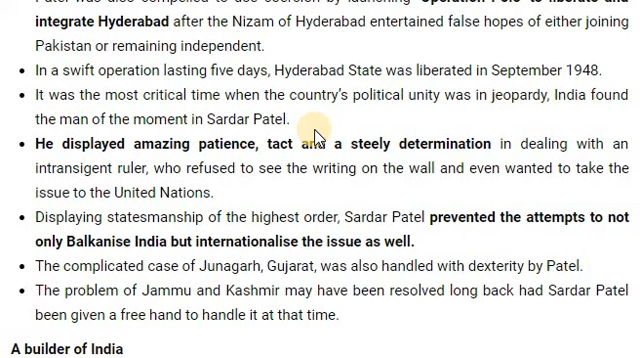 integrate Hyderabad after the Nizam of Hyderabad entertained false hopes of either joining
Pakistan or remaining independent.
• In a swift operation lasting five days, Hyderabad State was liberated in September 1948.
• It was the most critical time when the country's political unity was in jeopardy, India found
the man of the moment in Sardar Patel.
• He displayed amazing patience, tact and a steely determination in dealing with an
intransigent ruler, who refused to see the writing on the wall and even wanted to take the
issue to the United Nations.
• Displaying statesmanship of the highest order, Sardar Patel prevented the attempts to not
only Balkanise India but internationalise the issue as well.
• The complicated case of Junagarh, Gujarat, was also handled with dexterity by Patel.
• The problem of Jammu and Kashmir may have been resolved long back had Sardar Patel
been given a free hand to handle it at that time.
A builder of India